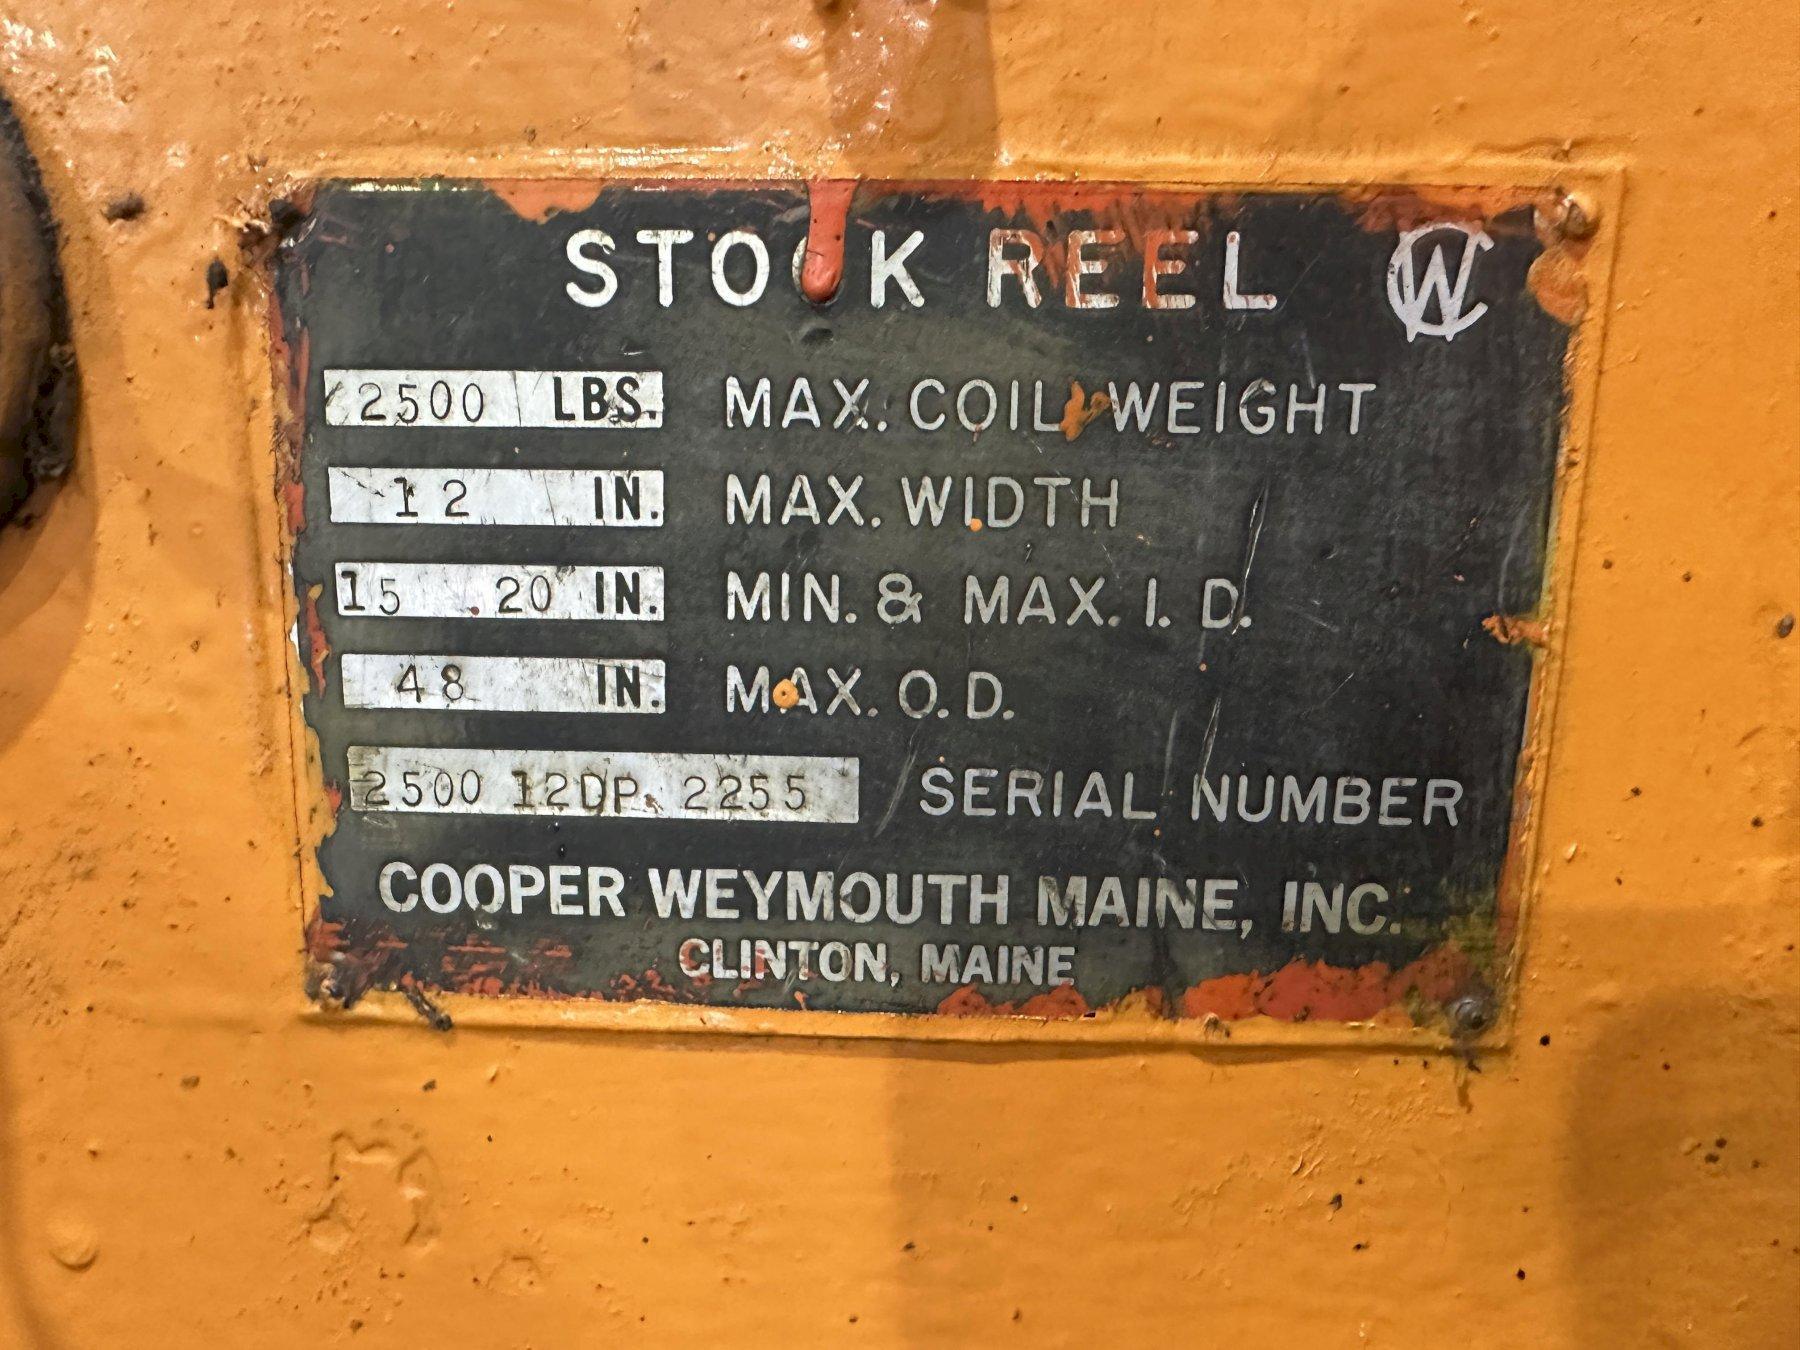 STOCK REEL CW
2500 LBS. MAX. COIL WEIGHT
12 IN. MAX. WIDTH
15 20 IN. MIN. & MAX. I. D.
48 IN. MAX. O. D.
2500 12DP 2255 SERIAL NUMBER
COOPER WEYMOUTH MAINE, INC.
CLINTON, MAINE